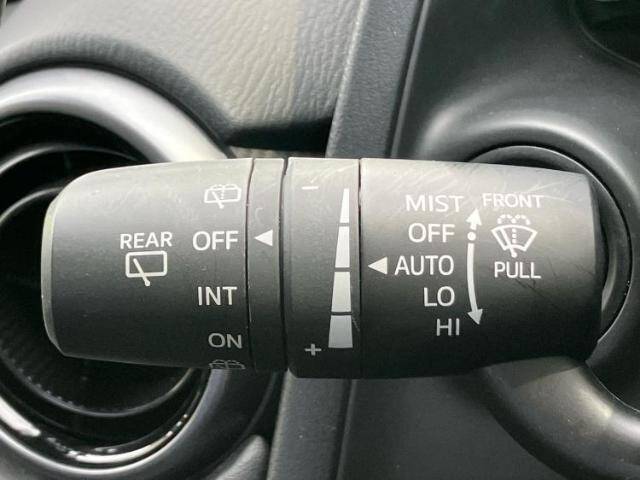 REAR
OFF
INT
ON
−
+
MIST
OFF
AUTO
LO
HI
FRONT
PULL